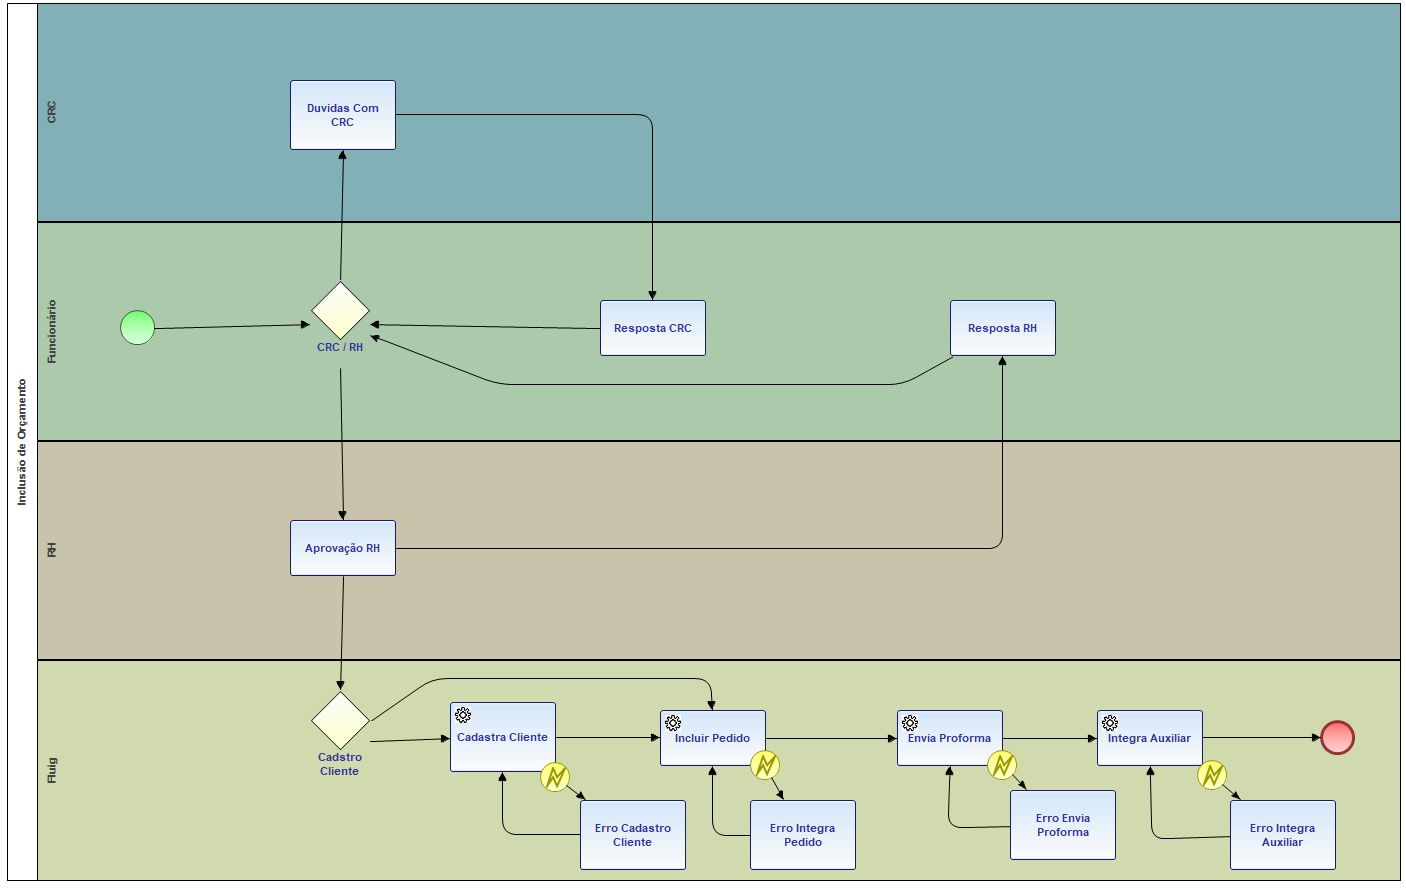 Inclusão de Orçamento
CRC
Duvidas Com
CRC
Funcionário
CRC / RH
Resposta CRC
Resposta RH
RH
Aprovação RH
Fluig
Cadstro
Cliente
Cadastra Cliente
Incluir Pedido
Envia Proforma
Integra Auxiliar
Erro Cadastro
Cliente
Erro Integra
Pedido
Erro Envia
Proforma
Erro Integra
Auxiliar